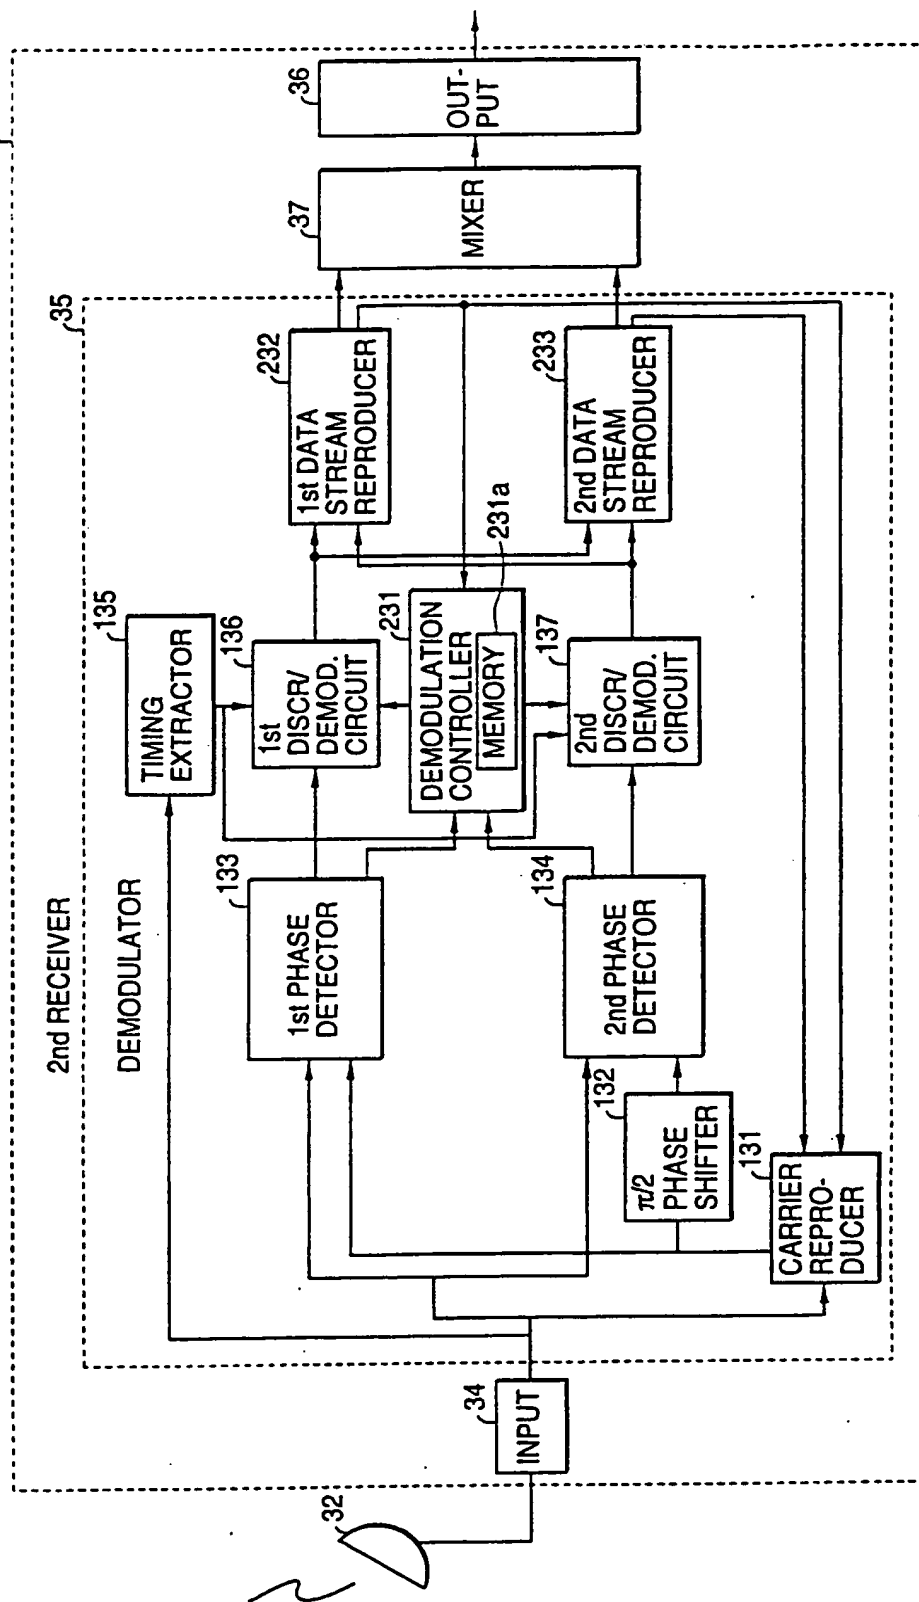 2nd RECEIVER
DEMODULATOR
35
32
34
INPUT
135
TIMING
EXTRACTOR
133
1st PHASE
DETECTOR
136
1st
DISCR/
DEMOD.
CIRCUIT
232
1st DATA
STREAM
REPRODUCER
37
MIXER
36
OUT-
PUT
231
DEMODULATION
CONTROLLER
MEMORY
231a
134
2nd PHASE
DETECTOR
137
2nd
DISCR/
DEMOD.
CIRCUIT
233
2nd DATA
STREAM
REPRODUCER
132
π/2
PHASE
SHIFTER
131
CARRIER
REPRO-
DUCER